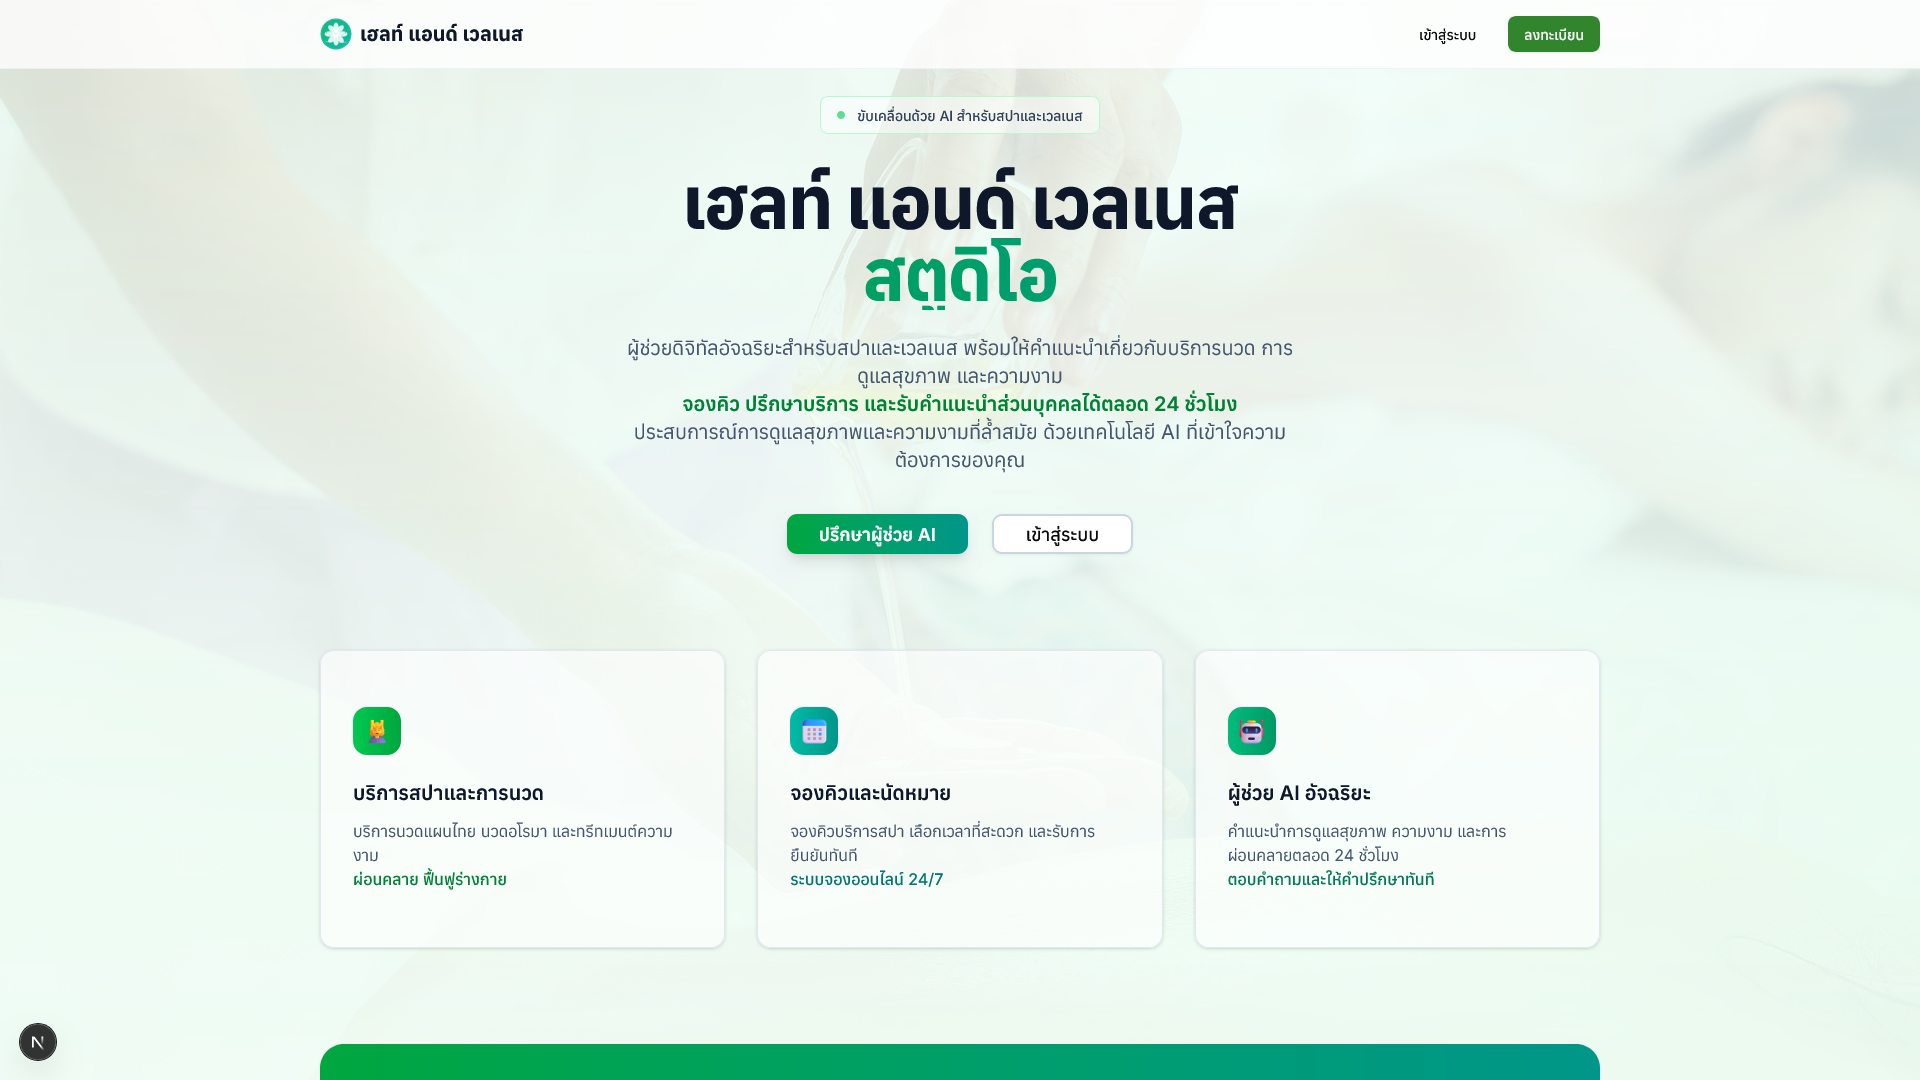 เฮลท์ แอนด์ เวลเนส
เข้าสู่ระบบ
ลงทะเบียน
ขับเคลื่อนด้วย AI สำหรับสปาและเวลเนส
เฮลท์ แอนด์ เวลเนส
สตูดิโอ
ผู้ช่วยดิจิทัลอัจฉริยะสำหรับสปาและเวลเนส พร้อมให้คำแนะนำเกี่ยวกับบริการนวด การ
ดูแลสุขภาพ และความงาม
จองคิว ปรึกษาบริการ และรับคำแนะนำส่วนบุคคลได้ตลอด 24 ชั่วโมง
ประสบการณ์การดูแลสุขภาพและความงามที่ล้ำสมัย ด้วยเทคโนโลยี AI ที่เข้าใจความ
ต้องการของคุณ
ปรึกษาผู้ช่วย AI
เข้าสู่ระบบ
บริการสปาและการนวด
บริการนวดแผนไทย นวดอโรมา และทรีทเมนต์ความ
งาม
ผ่อนคลาย ฟื้นฟูร่างกาย
จองคิวและนัดหมาย
จองคิวบริการสปา เลือกเวลาที่สะดวก และรับการ
ยืนยันทันที
ระบบจองออนไลน์ 24/7
ผู้ช่วย AI อัจฉริยะ
คำแนะนำการดูแลสุขภาพ ความงาม และการ
ผ่อนคลายตลอด 24 ชั่วโมง
ตอบคำถามและให้คำปรึกษาทันที
N